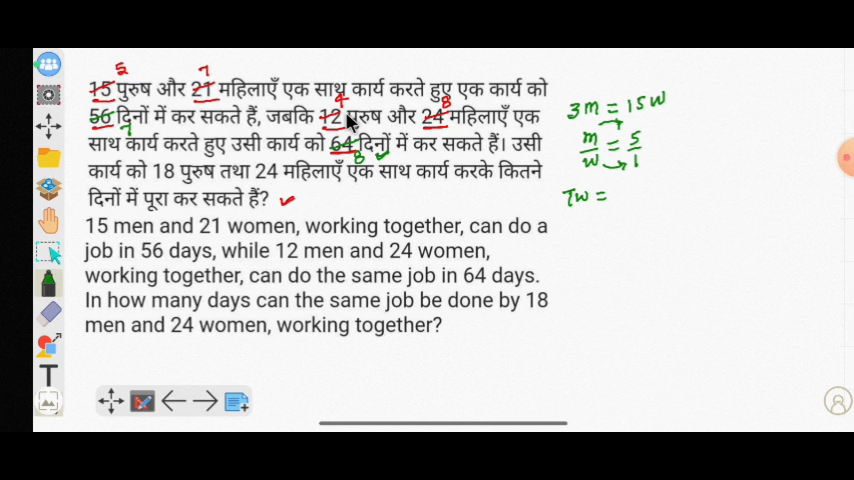 15 पुरुष और 21 महिलाएँ एक साथ कार्य करते हुए एक कार्य को
56 दिनों में कर सकते हैं, जबकि 12 पुरुष और 24 महिलाएँ एक
साथ कार्य करते हुए उसी कार्य को 64 दिनों में कर सकते हैं। उसी
कार्य को 18 पुरुष तथा 24 महिलाएँ एक साथ कार्य करके कितने
दिनों में पूरा कर सकते हैं?
15 men and 21 women, working together, can do a
job in 56 days, while 12 men and 24 women,
working together, can do the same job in 64 days.
In how many days can the same job be done by 18
men and 24 women, working together?
5 7
4 8
7
8
3m = 15W
m/w = 5/1
Tw =
T